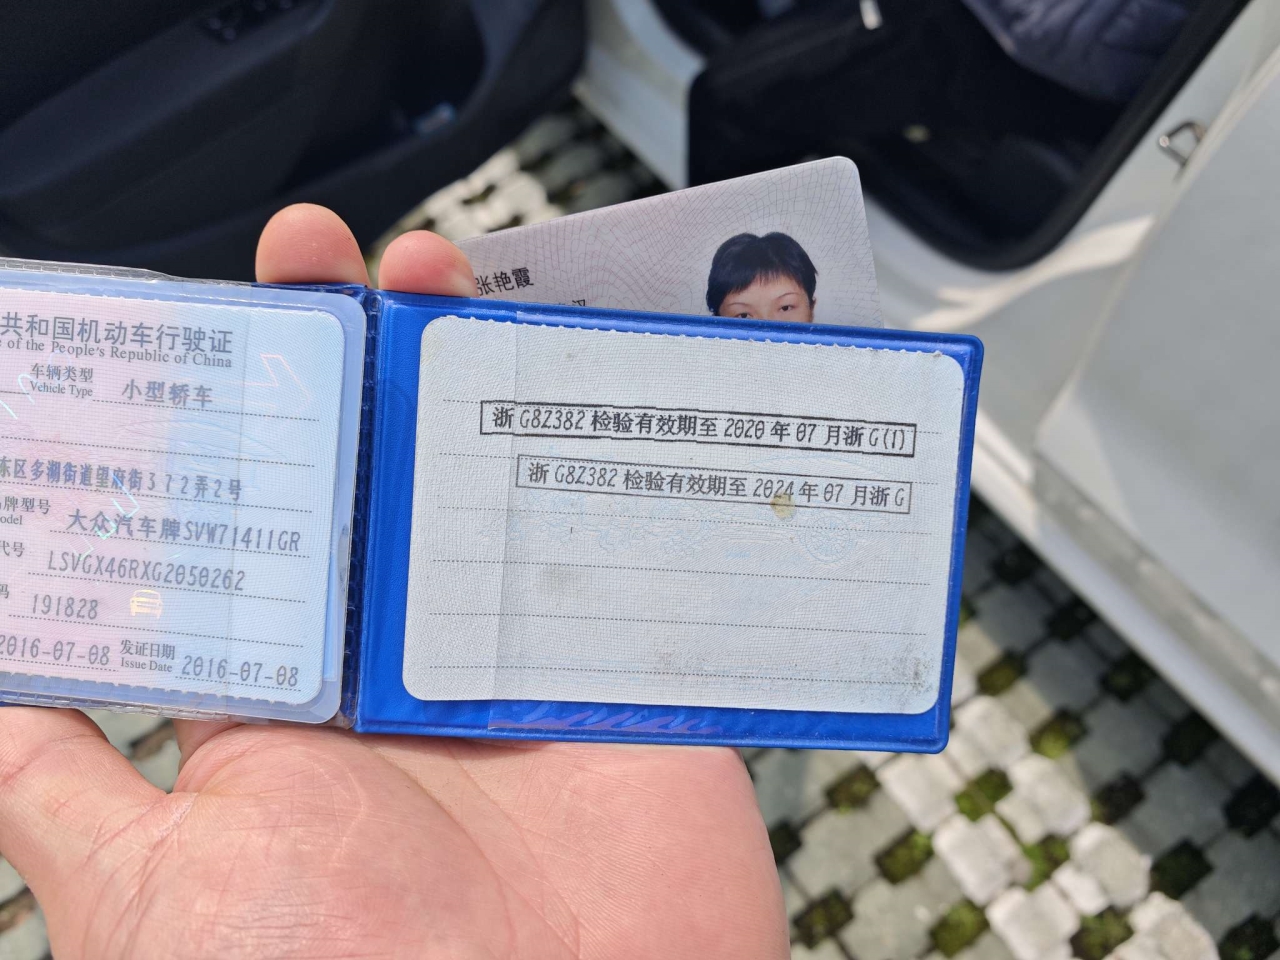 张艳霞
共和国机动车行驶证
of the People's Republic of China
车辆类型 小型轿车
Vehicle Type
东区多湖街道望府街372弄2号
牌型号 大众汽车牌SVW71411GR
代号 LSVGX46RXG2050262
码 191828
2016-07-08 发证日期 2016-07-08
Issue Date
浙G8Z382检验有效期至2020年07月浙G(1)
浙G8Z382检验有效期至2024年07月浙G